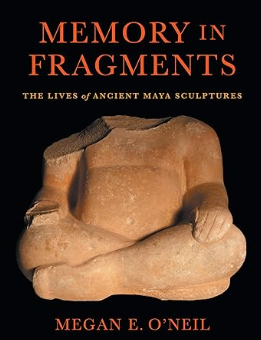 MEMORY IN
FRAGMENTS
THE LIVES of ANCIENT MAYA SCULPTURES
MEGAN E. O'NEIL